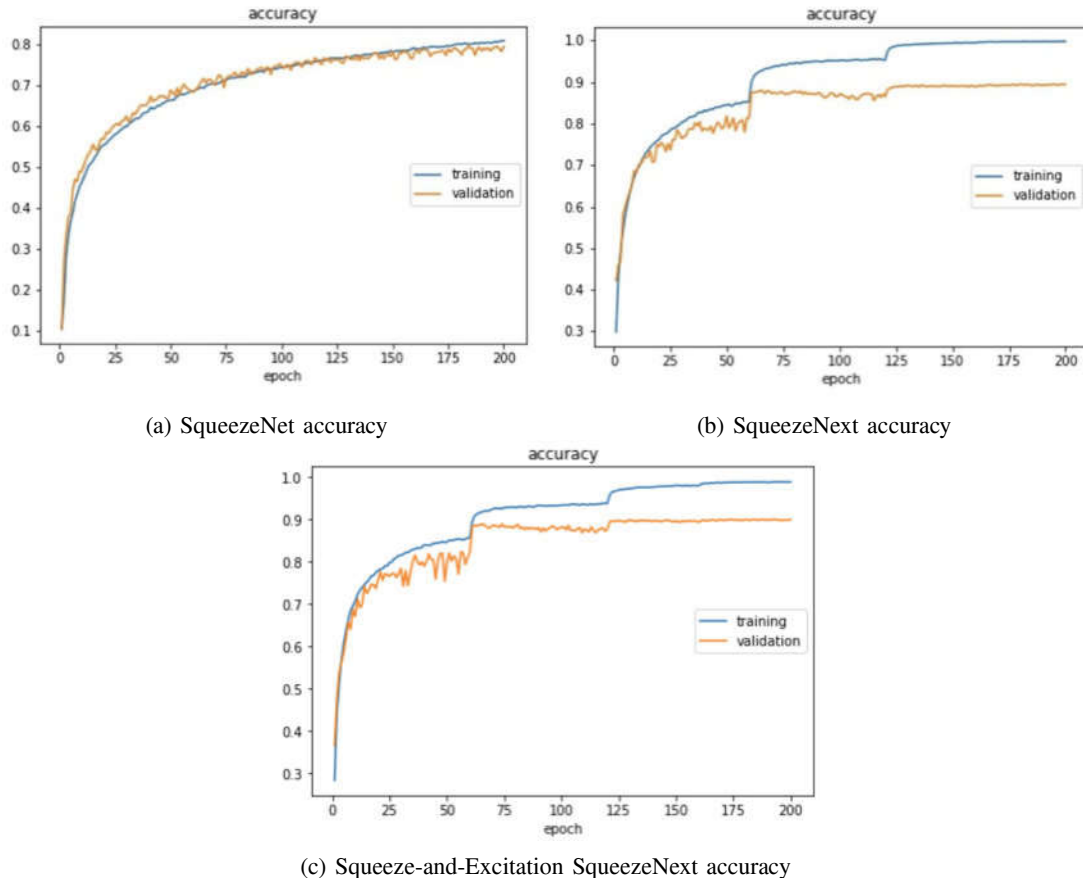 accuracy
0.8
0.7
0.6
0.5
0.4
0.3
0.2
0.1
training
validation
0 25 50 75 100 125 150 175 200
epoch
(a) SqueezeNet accuracy
accuracy
1.0
0.9
0.8
0.7
0.6
0.5
0.4
0.3
training
validation
0 25 50 75 100 125 150 175 200
epoch
(b) SqueezeNext accuracy
accuracy
1.0
0.9
0.8
0.7
0.6
0.5
0.4
0.3
training
validation
0 25 50 75 100 125 150 175 200
epoch
(c) Squeeze-and-Excitation SqueezeNext accuracy